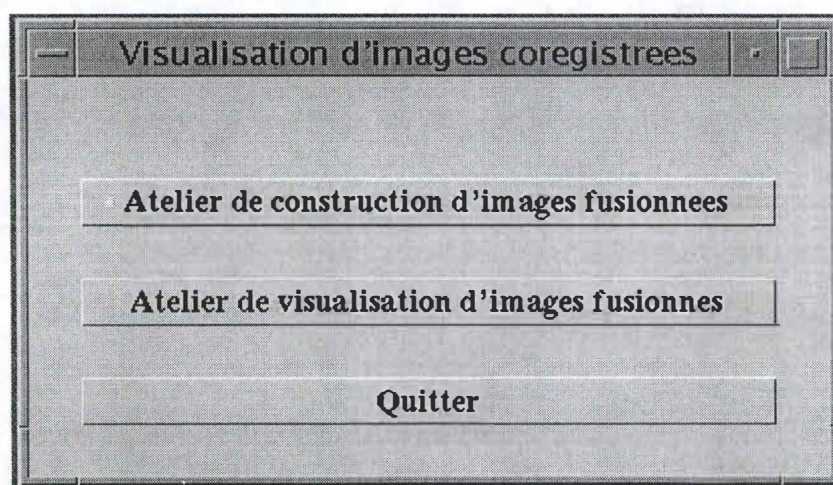 Visualisation d'images coregistrees
Atelier de construction d'images fusionnees
Atelier de visualisation d'images fusionnes
Quitter